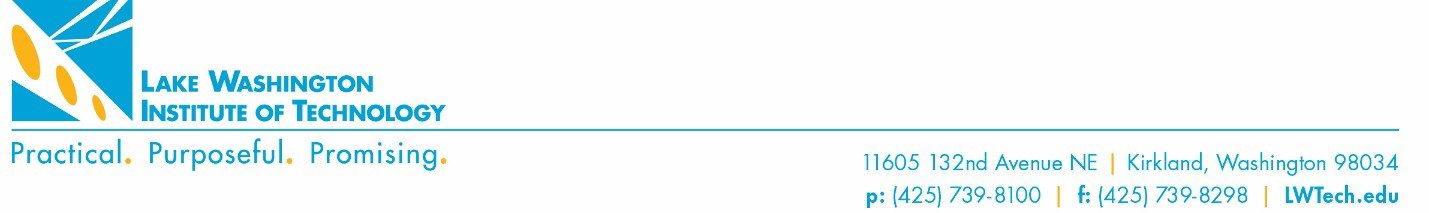 LAKE WASHINGTON
INSTITUTE OF TECHNOLOGY
Practical. Purposeful. Promising.
11605 132nd Avenue NE | Kirkland, Washington 98034
p: (425) 739-8100 | f: (425) 739-8298 | LWTech.edu